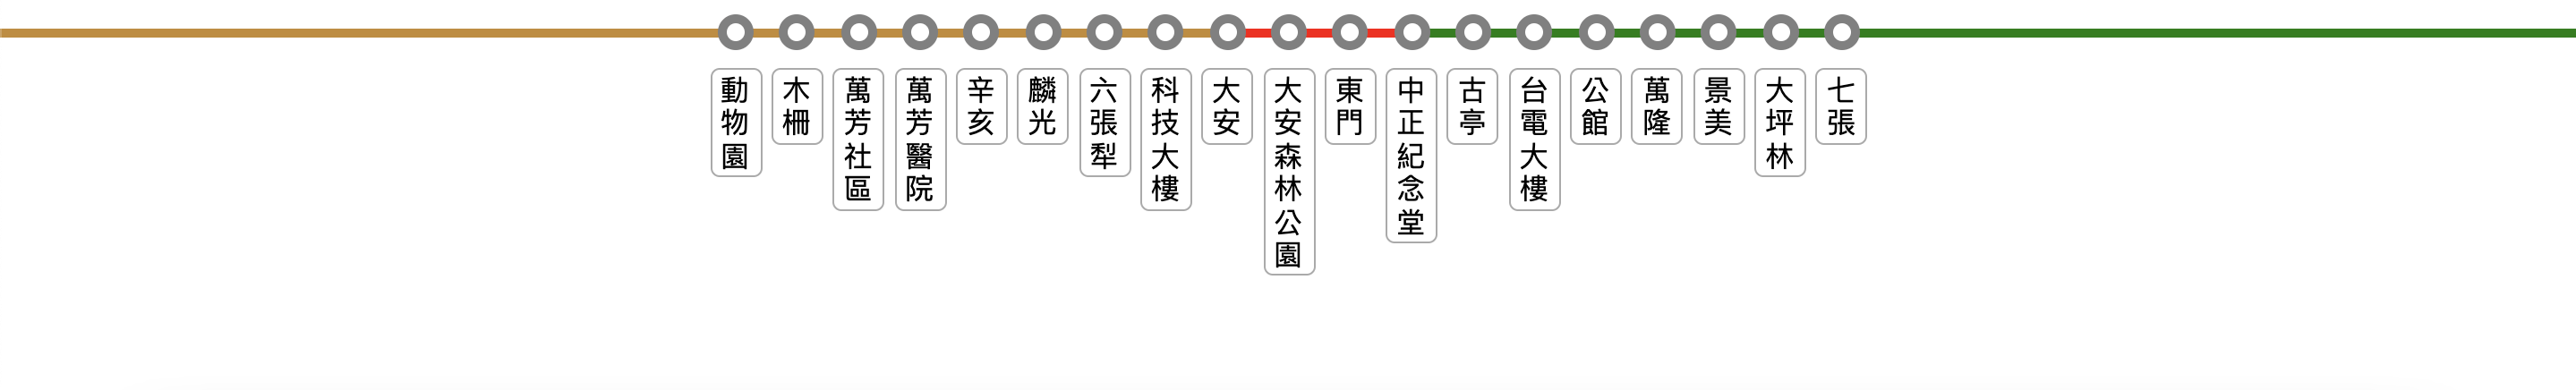 動物園
木柵
萬芳社區
萬芳醫院
辛亥
麟光
六張犁
科技大樓
大安
大安森林公園
東門
中正紀念堂
古亭
台電大樓
公館
萬隆
景美
大坪林
七張